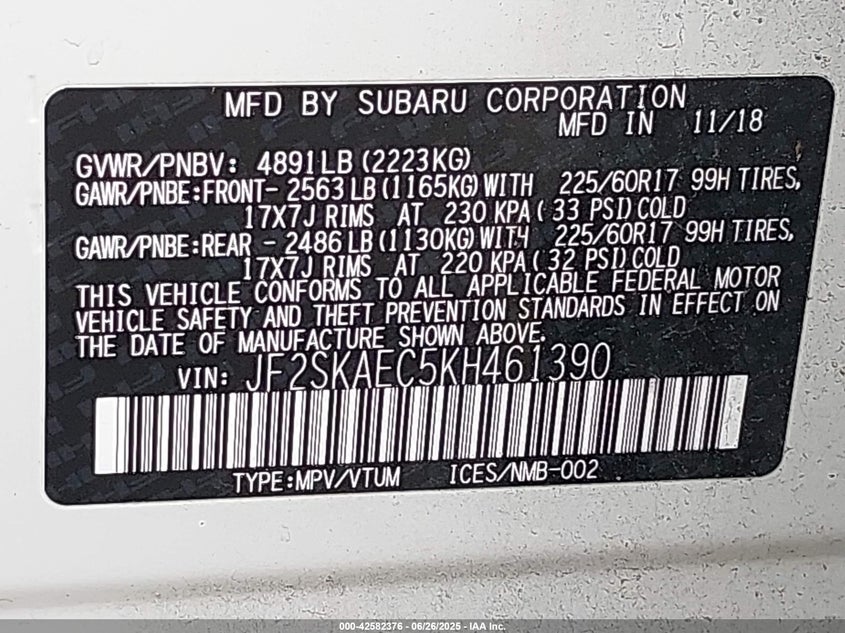 MFD BY SUBARU CORPORATION
MFD IN 11/18
GVWR/PNBV: 4891LB (2223KG)
GAWR/PNBE:FRONT- 2563 LB (1165KG) WITH 225/60R17 99H TIRES,
17X7J RIMS AT 230 KPA ( 33 PSI) COLD
GAWR/PNBE:REAR - 2486 LB (1130KG) WITH 225/60R17 99H TIRES,
17X7J RIMS AT 220 KPA ( 32 PSI) COLD
THIS VEHICLE CONFORMS TO ALL APPLICABLE FEDERAL MOTOR
VEHICLE SAFETY AND THEFT PREVENTION STANDARDS IN EFFECT ON
THE DATE OF MANUFACTURE SHOWN ABOVE.
VIN: JF2SKAEC5KH461390
TYPE:MPV/VTUM ICES/NMB-002
000-42582376 - 06/26/2025 - IAA Inc.